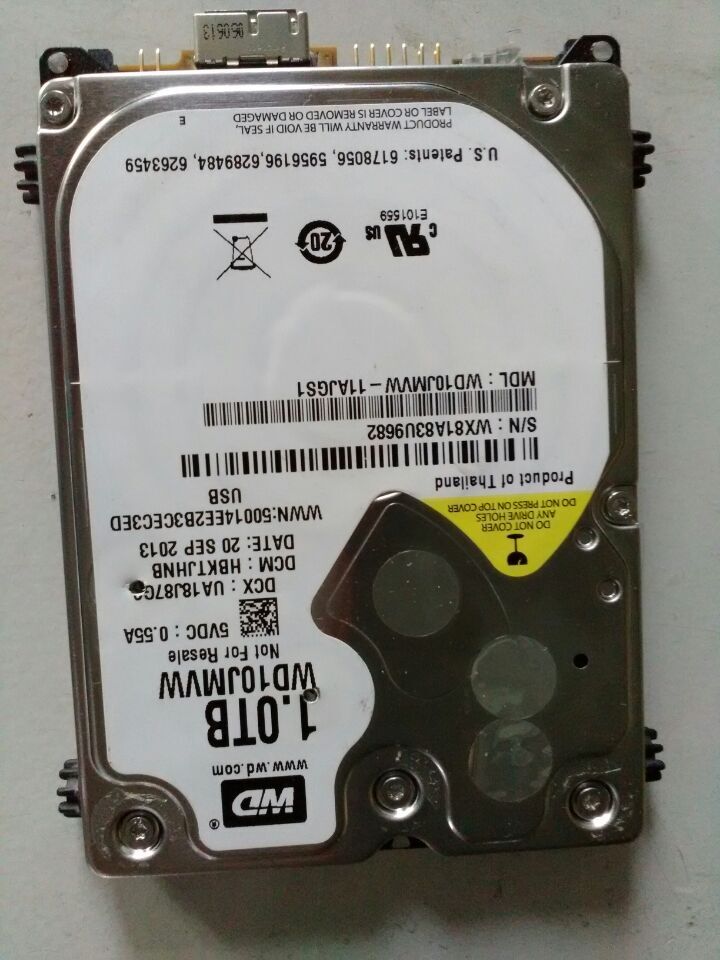 WD®
www.wd.com
1.0TB
WD10JMVW
Not For Resale
5VDC : 0.55A
DCM : HBKTJHNB
DATE: 20 SEP 2013
WWN:50014EE2B3CEC3ED
USB
DO NOT COVER
ANY DRIVE HOLES
DO NOT PRESS ON TOP COVER
Product of Thailand
S/N : WX81A83U9682
MDL : WD10JMVW – 11AJGS1
c UR US
E101559
20
U.S. Patents: 6178056, 5956196,6289484, 6263459
PRODUCT WARRANTY WILL BE VOID IF SEAL,
LABEL OR COVER IS REMOVED OR DAMAGED
E